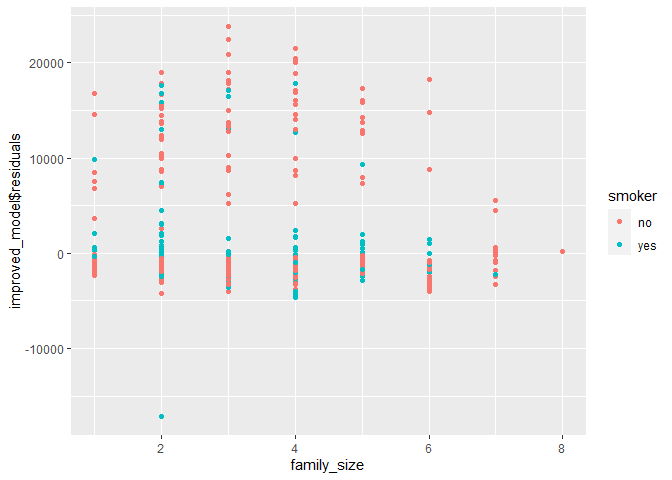 20000
10000
0
-10000
improved_model$residuals
2
4
6
8
family_size
smoker
no
yes